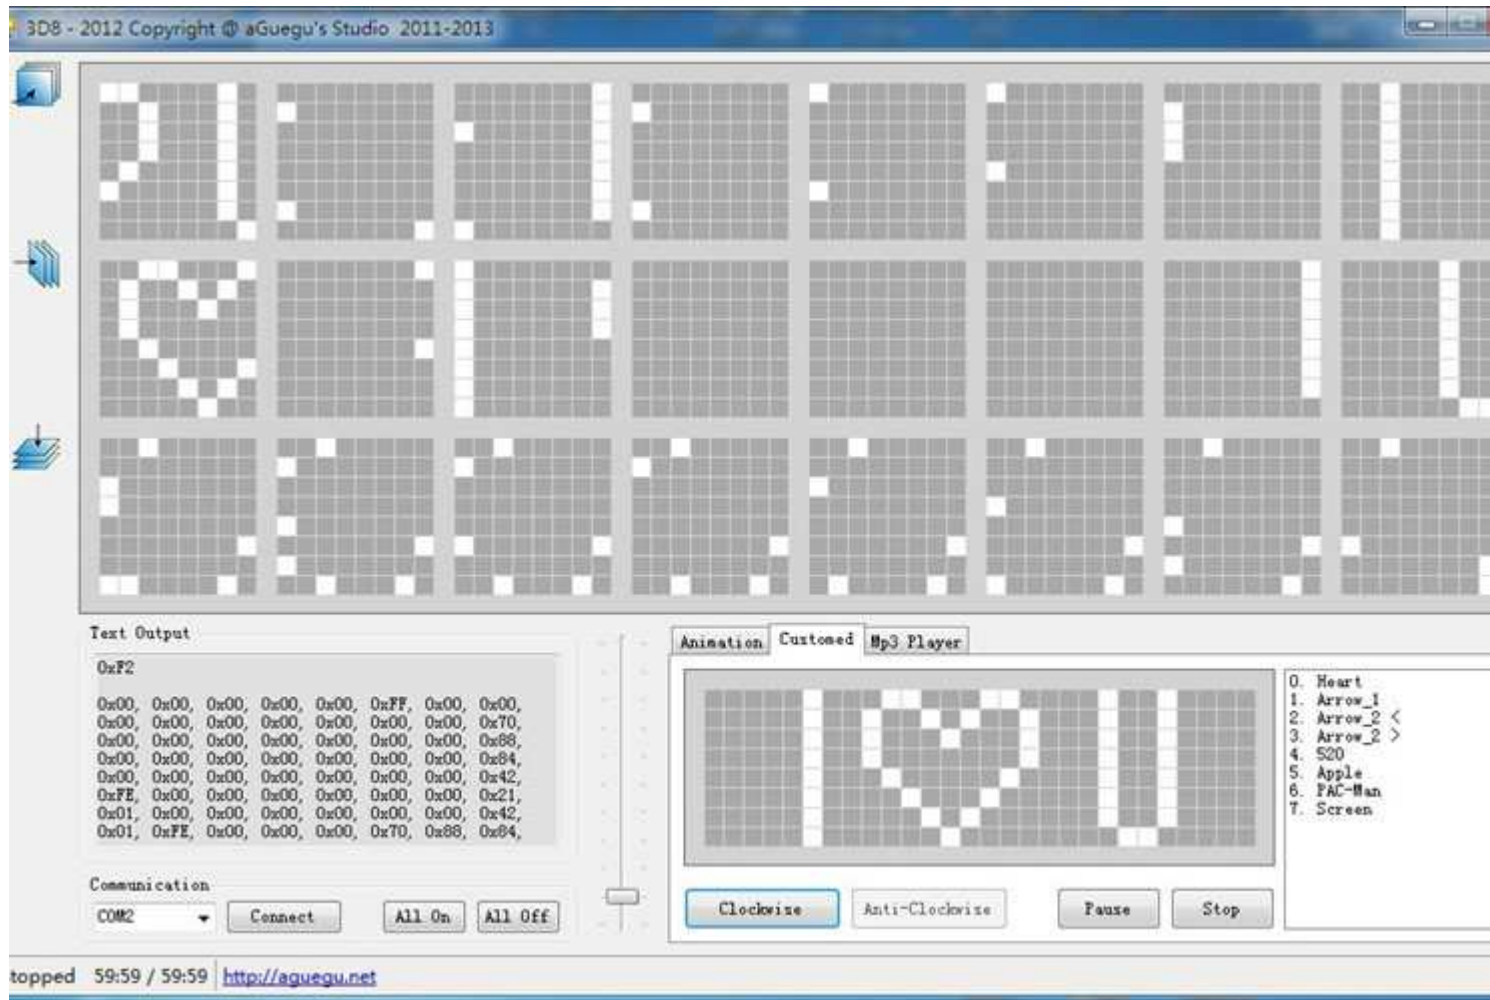 3D8 - 2012 Copyright @ aGuegu's Studio 2011-2013
Text Output
0xF2
0x00, 0x00, 0x00, 0x00, 0x00, 0xFF, 0x00, 0x00,
0x00, 0x00, 0x00, 0x00, 0x00, 0x00, 0x00, 0x70,
0x00, 0x00, 0x00, 0x00, 0x00, 0x00, 0x00, 0x88,
0x00, 0x00, 0x00, 0x00, 0x00, 0x00, 0x00, 0x84,
0x00, 0x00, 0x00, 0x00, 0x00, 0x00, 0x00, 0x42,
0xFE, 0x00, 0x00, 0x00, 0x00, 0x00, 0x00, 0x21,
0x01, 0x00, 0x00, 0x00, 0x00, 0x00, 0x00, 0x42,
0x01, 0xFE, 0x00, 0x00, 0x00, 0x70, 0x88, 0x84,
Communication
COM2 Connect All On All Off
Animation Customed Mp3 Player
I U
0. Heart
1. Arrow_1
2. Arrow_2 <
3. Arrow_2 >
4. 520
5. Apple
6. PAC-Man
7. Screen
Clockwise Anti-Clockwise Pause Stop
topped 59:59 / 59:59 http://aguegu.net